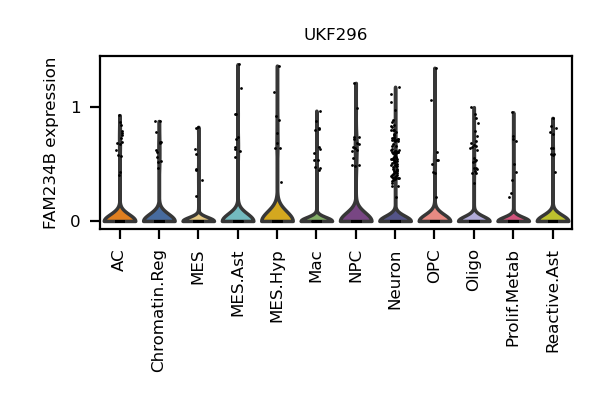 UKF296
FAM234B expression
1
0
AC
Chromatin.Reg
MES
MES.Ast
MES.Hyp
Mac
NPC
Neuron
OPC
Oligo
Prolif.Metab
Reactive.Ast